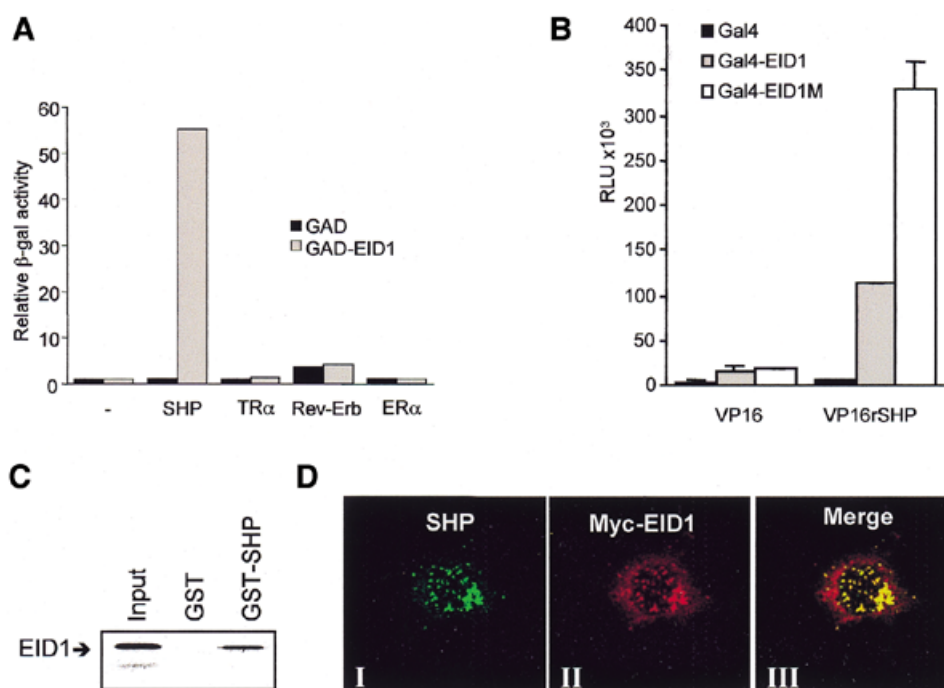 A
Relative β-gal activity
60
50
40
30
20
10
0
GAD
GAD-EID1
- SHP TRα Rev-Erb ERα
B
RLU x10³
400
350
300
250
200
150
100
50
0
Gal4
Gal4-EID1
Gal4-EID1M
VP16 VP16rSHP
C
Input
GST
GST-SHP
EID1→
D
SHP
I
Myc-EID1
II
Merge
III